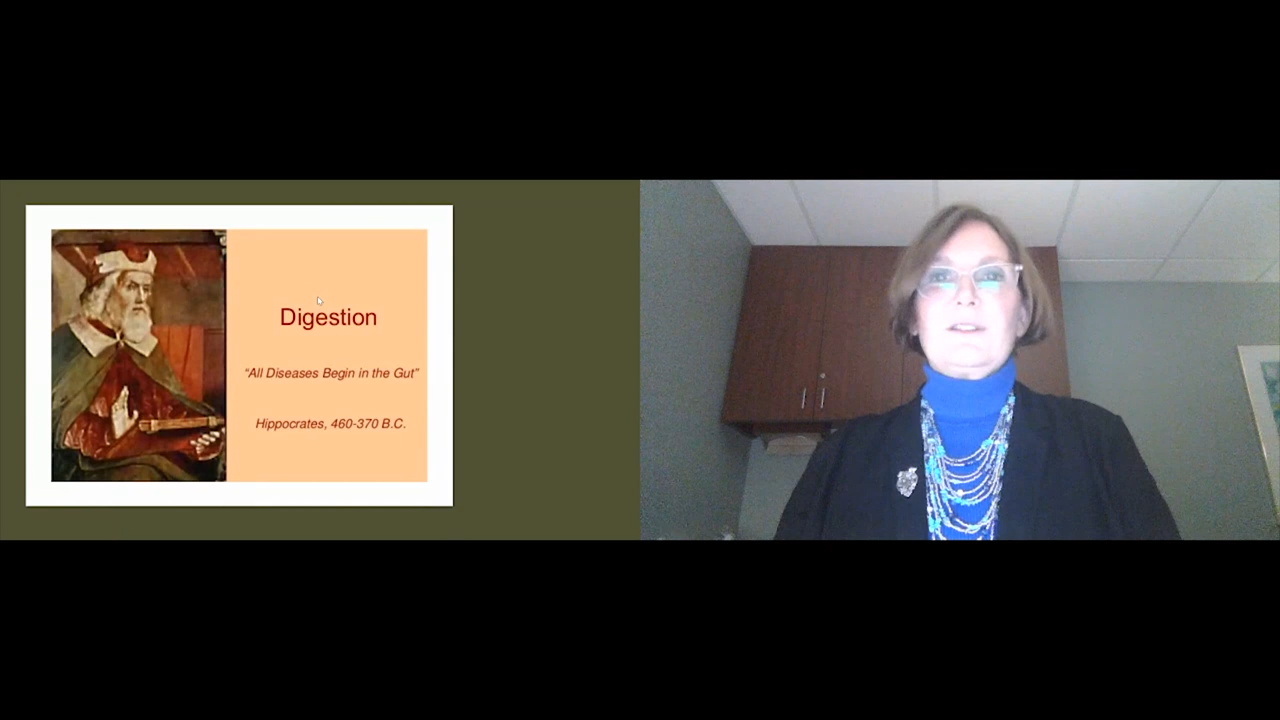 Digestion
“All Diseases Begin in the Gut”
Hippocrates, 460-370 B.C.